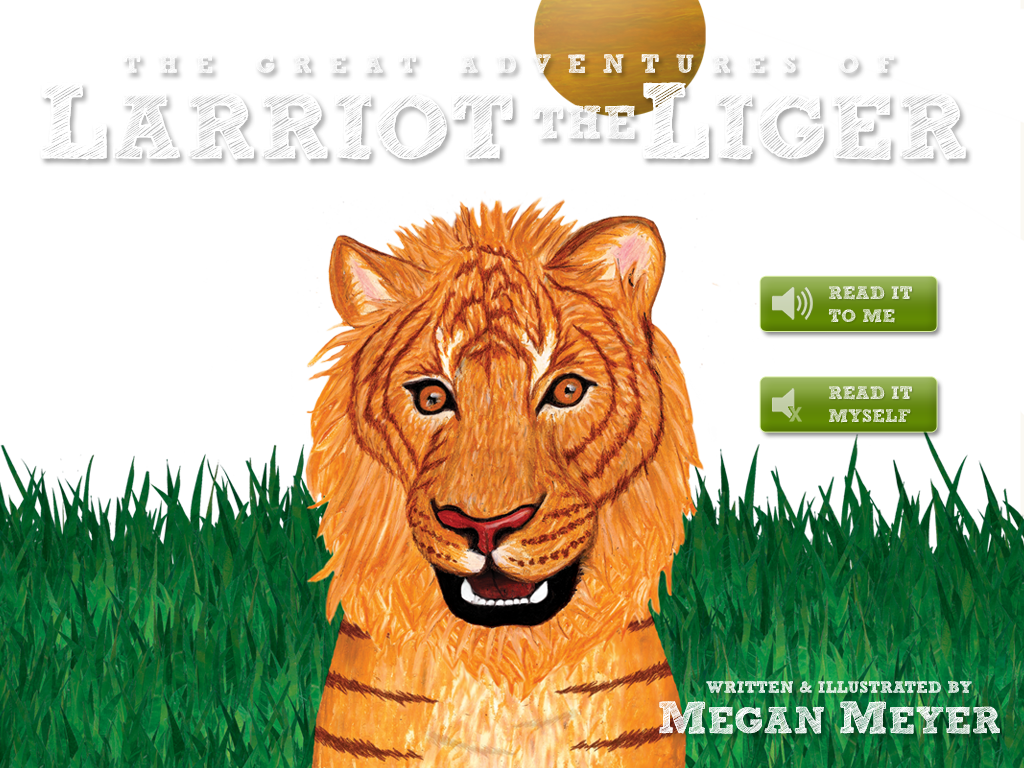 THE GREAT ADVENTURES OF
LARRIOT THE LIGER
READ IT
TO ME
READ IT
MYSELF
WRITTEN & ILLUSTRATED BY
MEGAN MEYER